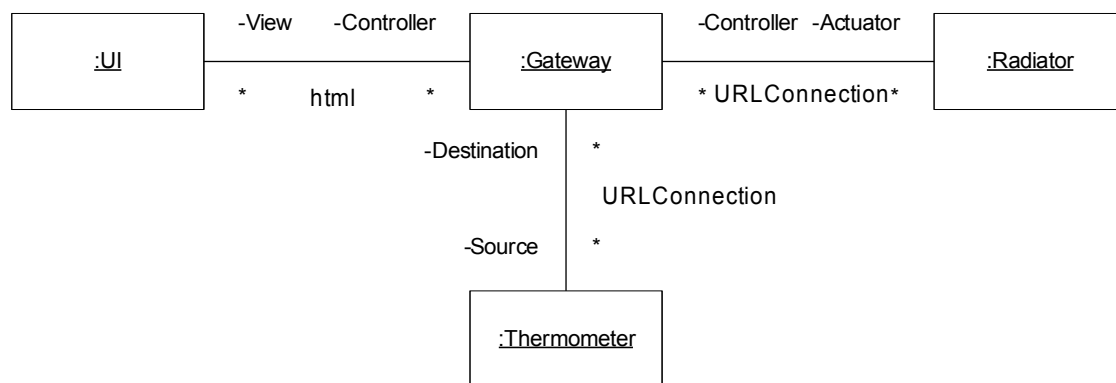 -View -Controller
-Controller -Actuator
:UI
:Gateway
:Radiator
* html *
* URLConnection*
-Destination *
URLConnection
-Source *
:Thermometer